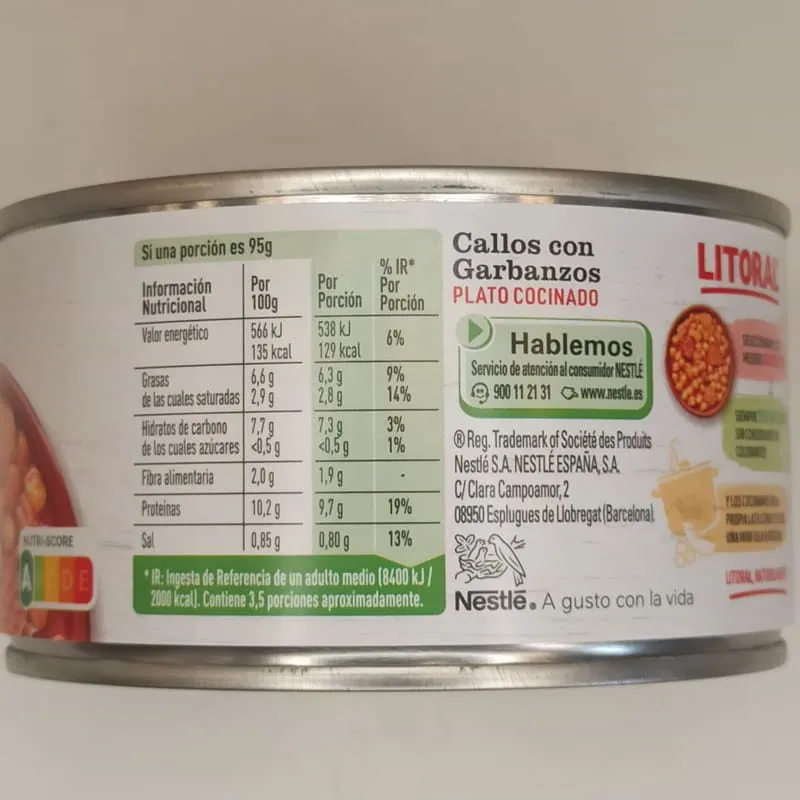 Si una porción es 95g
Información Nutricional Por 100g Por Porción % IR* Por Porción
Valor energético 566 kJ 538 kJ 6%
135 kcal 129 kcal
Grasas 6,6 g 6,3 g 9%
de las cuales saturadas 2,9 g 2,8 g 14%
Hidratos de carbono 7,7 g 7,3 g 3%
de los cuales azúcares <0,5 g <0,5 g 1%
Fibra alimentaria 2,0 g 1,9 g -
Proteínas 10,2 g 9,7 g 19%
Sal 0,85 g 0,80 g 13%
* IR: Ingesta de Referencia de un adulto medio (8400 kJ /
2000 kcal). Contiene 3,5 porciones aproximadamente.
NUTRI-SCORE
A C D E
Callos con
Garbanzos
PLATO COCINADO
Hablemos
Servicio de atención al consumidor NESTLÉ
900 11 21 31 www.nestle.es
® Reg. Trademark of Société des Produits
Nestlé S.A. NESTLÉ ESPAÑA, S.A.
C/ Clara Campoamor, 2
08950 Esplugues de Llobregat (Barcelona).
Nestlé® A gusto con la vida
LITORAL